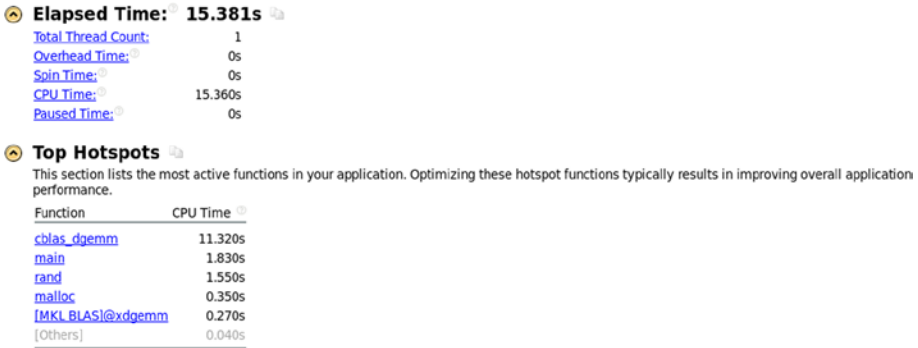 Elapsed Time: 15.381s
Total Thread Count: 1
Overhead Time: 0s
Spin Time: 0s
CPU Time: 15.360s
Paused Time: 0s
Top Hotspots
This section lists the most active functions in your application. Optimizing these hotspot functions typically results in improving overall application
performance.
Function CPU Time
cblas_dgemm 11.320s
main 1.830s
rand 1.550s
malloc 0.350s
[MKL BLAS]@xdgemm 0.270s
[Others] 0.040s